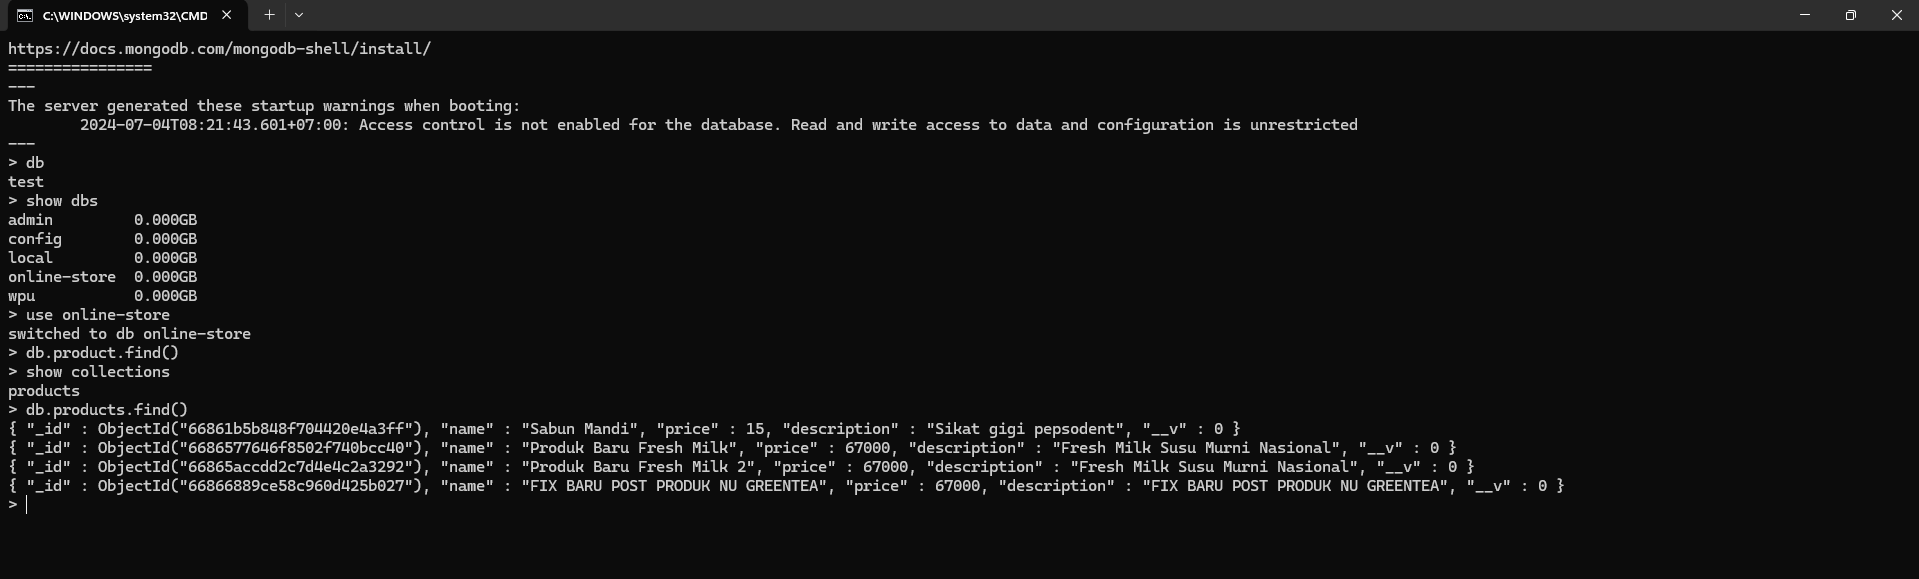 C:\WINDOWS\system32\CMD
https://docs.mongodb.com/mongodb-shell/install/
================
---
The server generated these startup warnings when booting:
        2024-07-04T08:21:43.601+07:00: Access control is not enabled for the database. Read and write access to data and configuration is unrestricted
---
> db
test
> show dbs
admin         0.000GB
config        0.000GB
local         0.000GB
online-store  0.000GB
wpu           0.000GB
> use online-store
switched to db online-store
> db.product.find()
> show collections
products
> db.products.find()
{ "_id" : ObjectId("66861b5b848f704420e4a3ff"), "name" : "Sabun Mandi", "price" : 15, "description" : "Sikat gigi pepsodent", "__v" : 0 }
{ "_id" : ObjectId("6686577646f8502f740bcc40"), "name" : "Produk Baru Fresh Milk", "price" : 67000, "description" : "Fresh Milk Susu Murni Nasional", "__v" : 0 }
{ "_id" : ObjectId("66865accdd2c7d4e4c2a3292"), "name" : "Produk Baru Fresh Milk 2", "price" : 67000, "description" : "Fresh Milk Susu Murni Nasional", "__v" : 0 }
{ "_id" : ObjectId("66866889ce58c960d425b027"), "name" : "FIX BARU POST PRODUK NU GREENTEA", "price" : 67000, "description" : "FIX BARU POST PRODUK NU GREENTEA", "__v" : 0 }
>